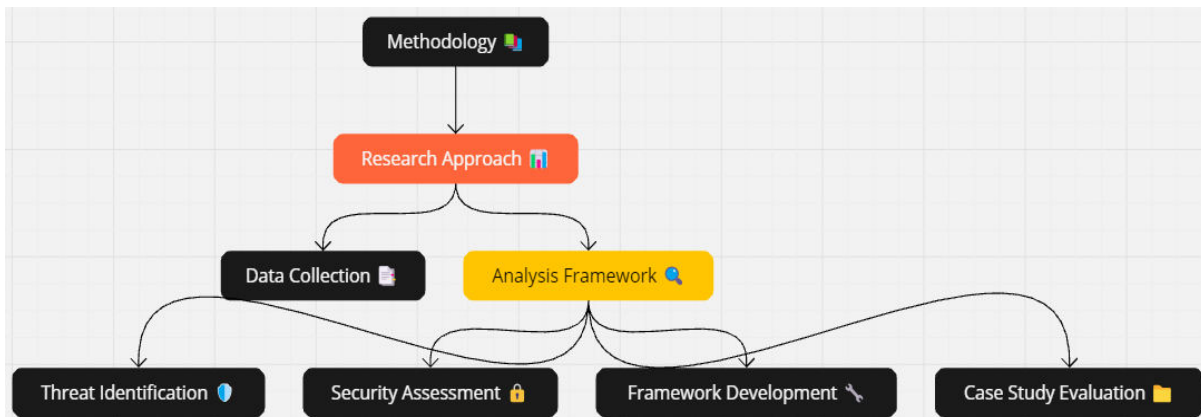 Methodology 📚
Research Approach 📊
Data Collection 📑
Analysis Framework 🔍
Threat Identification 🛡️
Security Assessment 🔒
Framework Development 🔧
Case Study Evaluation 📁